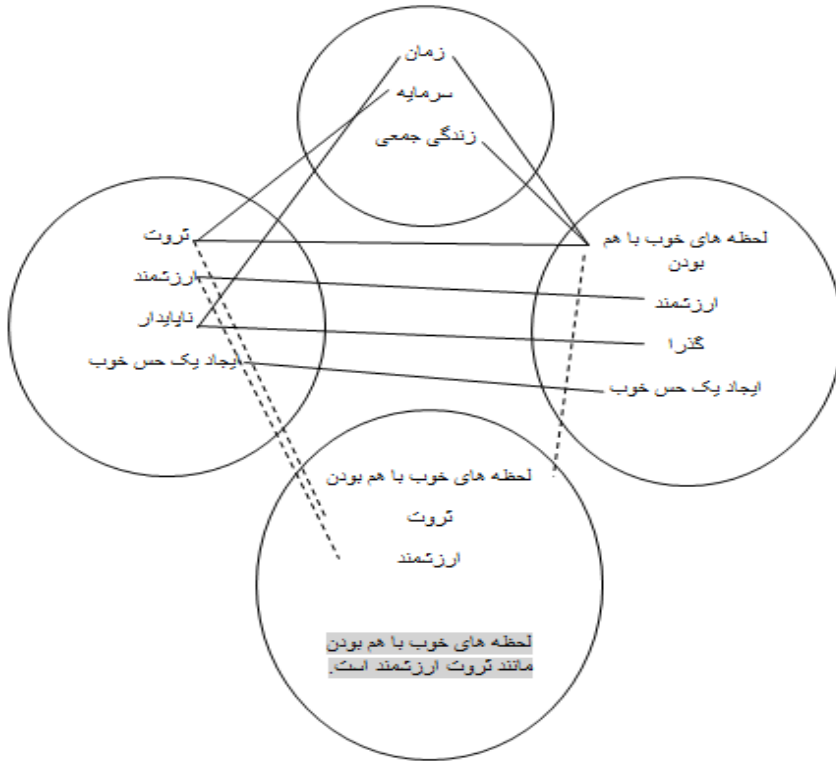 زمان
سرمایه
زندگی جمعی
لحظه های خوب با هم
بودن
ارزشمند
گذرا
ایجاد یک حس خوب
ثروت
ارزشمند
ناپایدار
ایجاد یک حس خوب
لحظه های خوب با هم بودن
ثروت
ارزشمند
لحظه های خوب با هم بودن
مانند ثروت ارزشمند است.